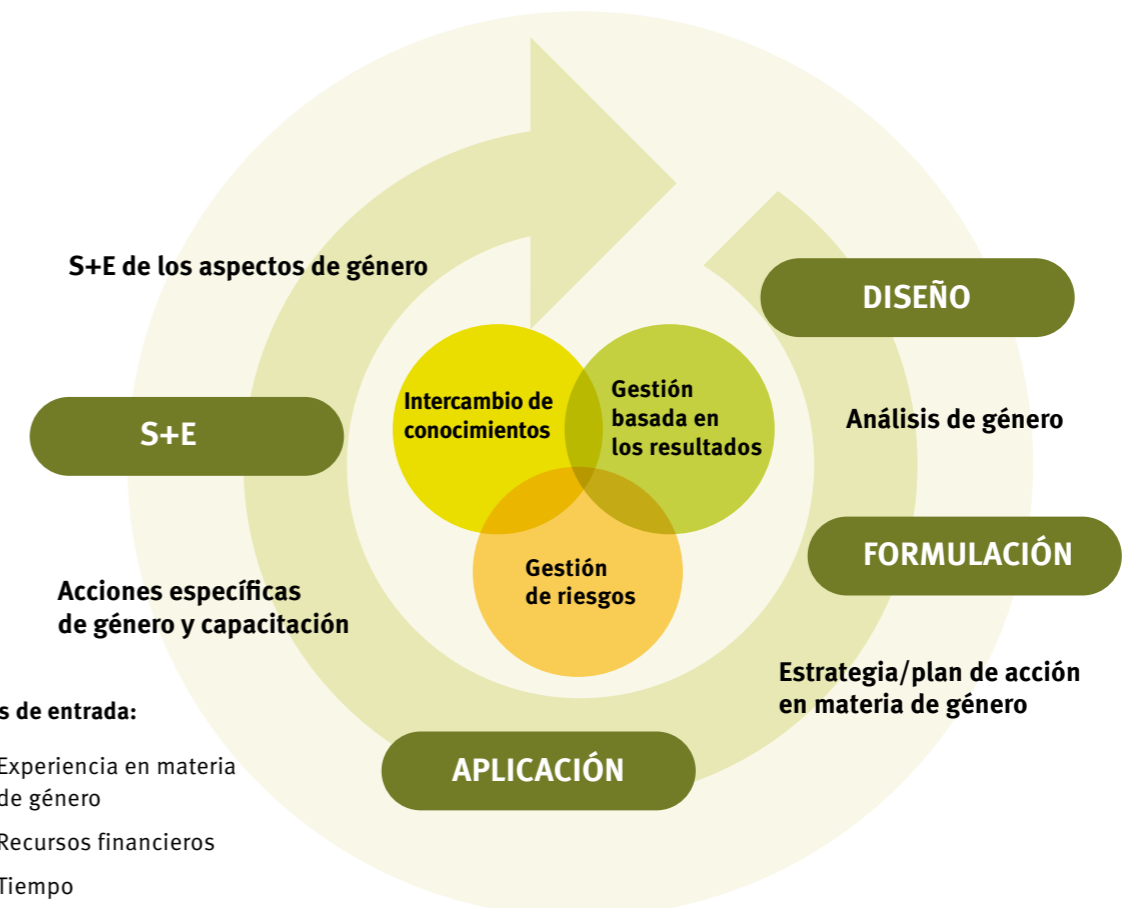 S+E de los aspectos de género
DISEÑO
Intercambio de
conocimientos
Gestión
basada en
los resultados
Análisis de género
S+E
FORMULACIÓN
Gestión
de riesgos
Acciones específicas
de género y capacitación
Estrategia/plan de acción
en materia de género
s de entrada:
APLICACIÓN
Experiencia en materia
de género
Recursos financieros
Tiempo